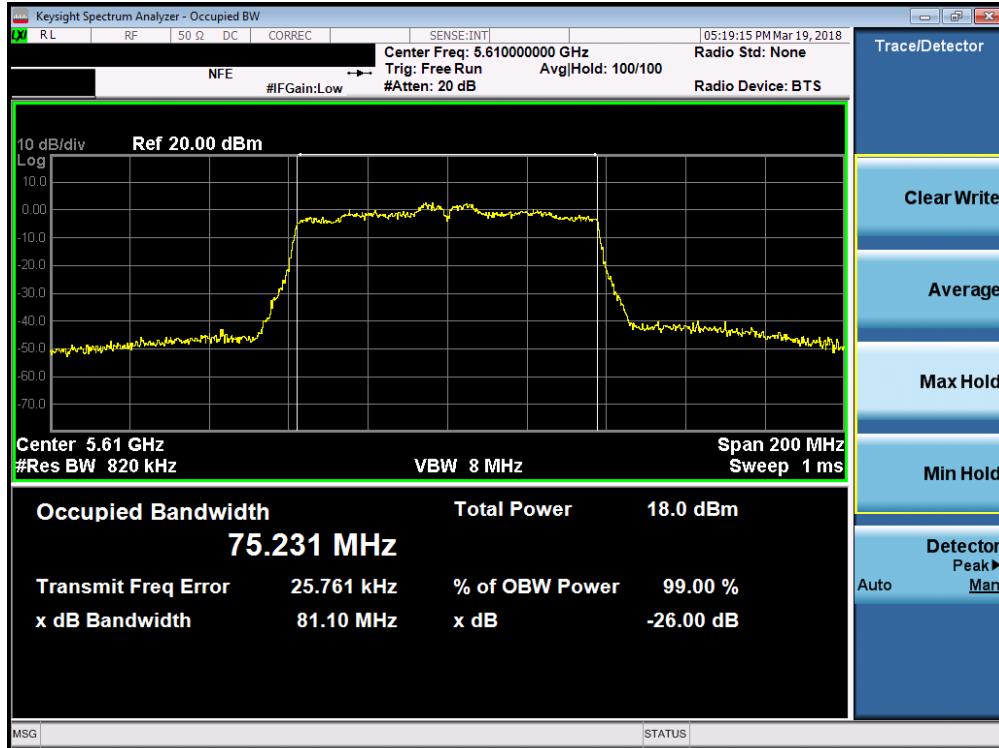 Keysight Spectrum Analyzer - Occupied BW
LXI RL RF 50 Ω DC CORREC SENSE:INT 05:19:15 PM Mar 19, 2018
Center Freq: 5.610000000 GHz Radio Std: None
NFE Trig: Free Run Avg|Hold: 100/100
#IFGain:Low #Atten: 20 dB Radio Device: BTS
10 dB/div Ref 20.00 dBm
Log
10.0
0.00
-10.0
-20.0
-30.0
-40.0
-50.0
-60.0
-70.0
Center 5.61 GHz Span 200 MHz
#Res BW 820 kHz VBW 8 MHz Sweep 1 ms
Occupied Bandwidth Total Power 18.0 dBm
75.231 MHz
Transmit Freq Error 25.761 kHz % of OBW Power 99.00 %
x dB Bandwidth 81.10 MHz x dB -26.00 dB
MSG STATUS
Trace/Detector
Clear Write
Average
Max Hold
Min Hold
Detector
Peak▶
Auto Man